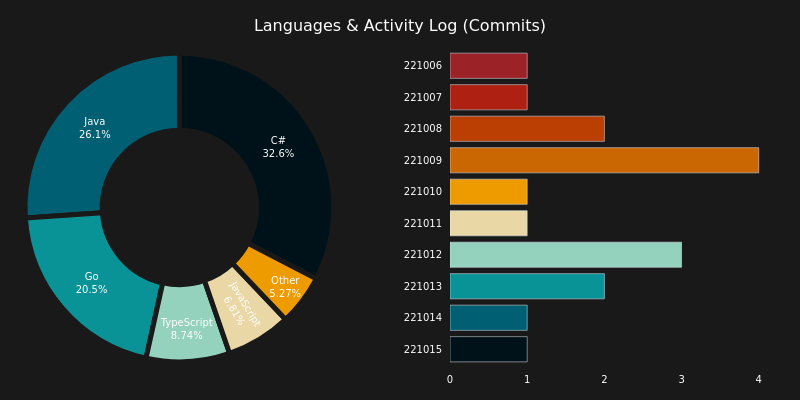 Languages & Activity Log (Commits)
Java
26.1%
C#
32.6%
Go
20.5%
TypeScript
8.74%
JavaScript
6.81%
Other
5.27%
221006
221007
221008
221009
221010
221011
221012
221013
221014
221015
0 1 2 3 4